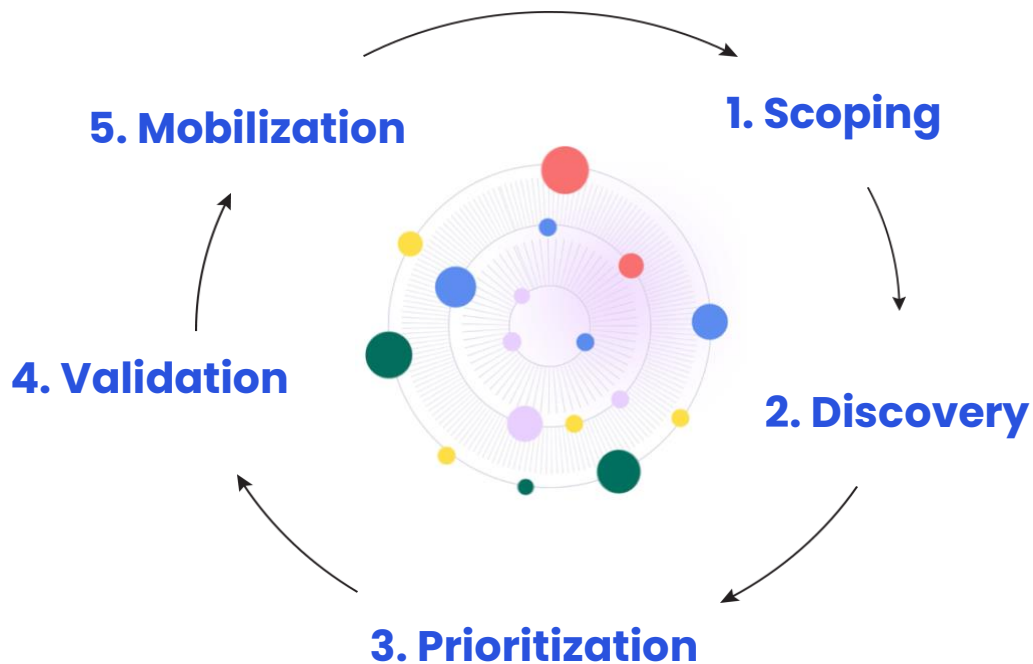 1. Scoping
2. Discovery
3. Prioritization
4. Validation
5. Mobilization